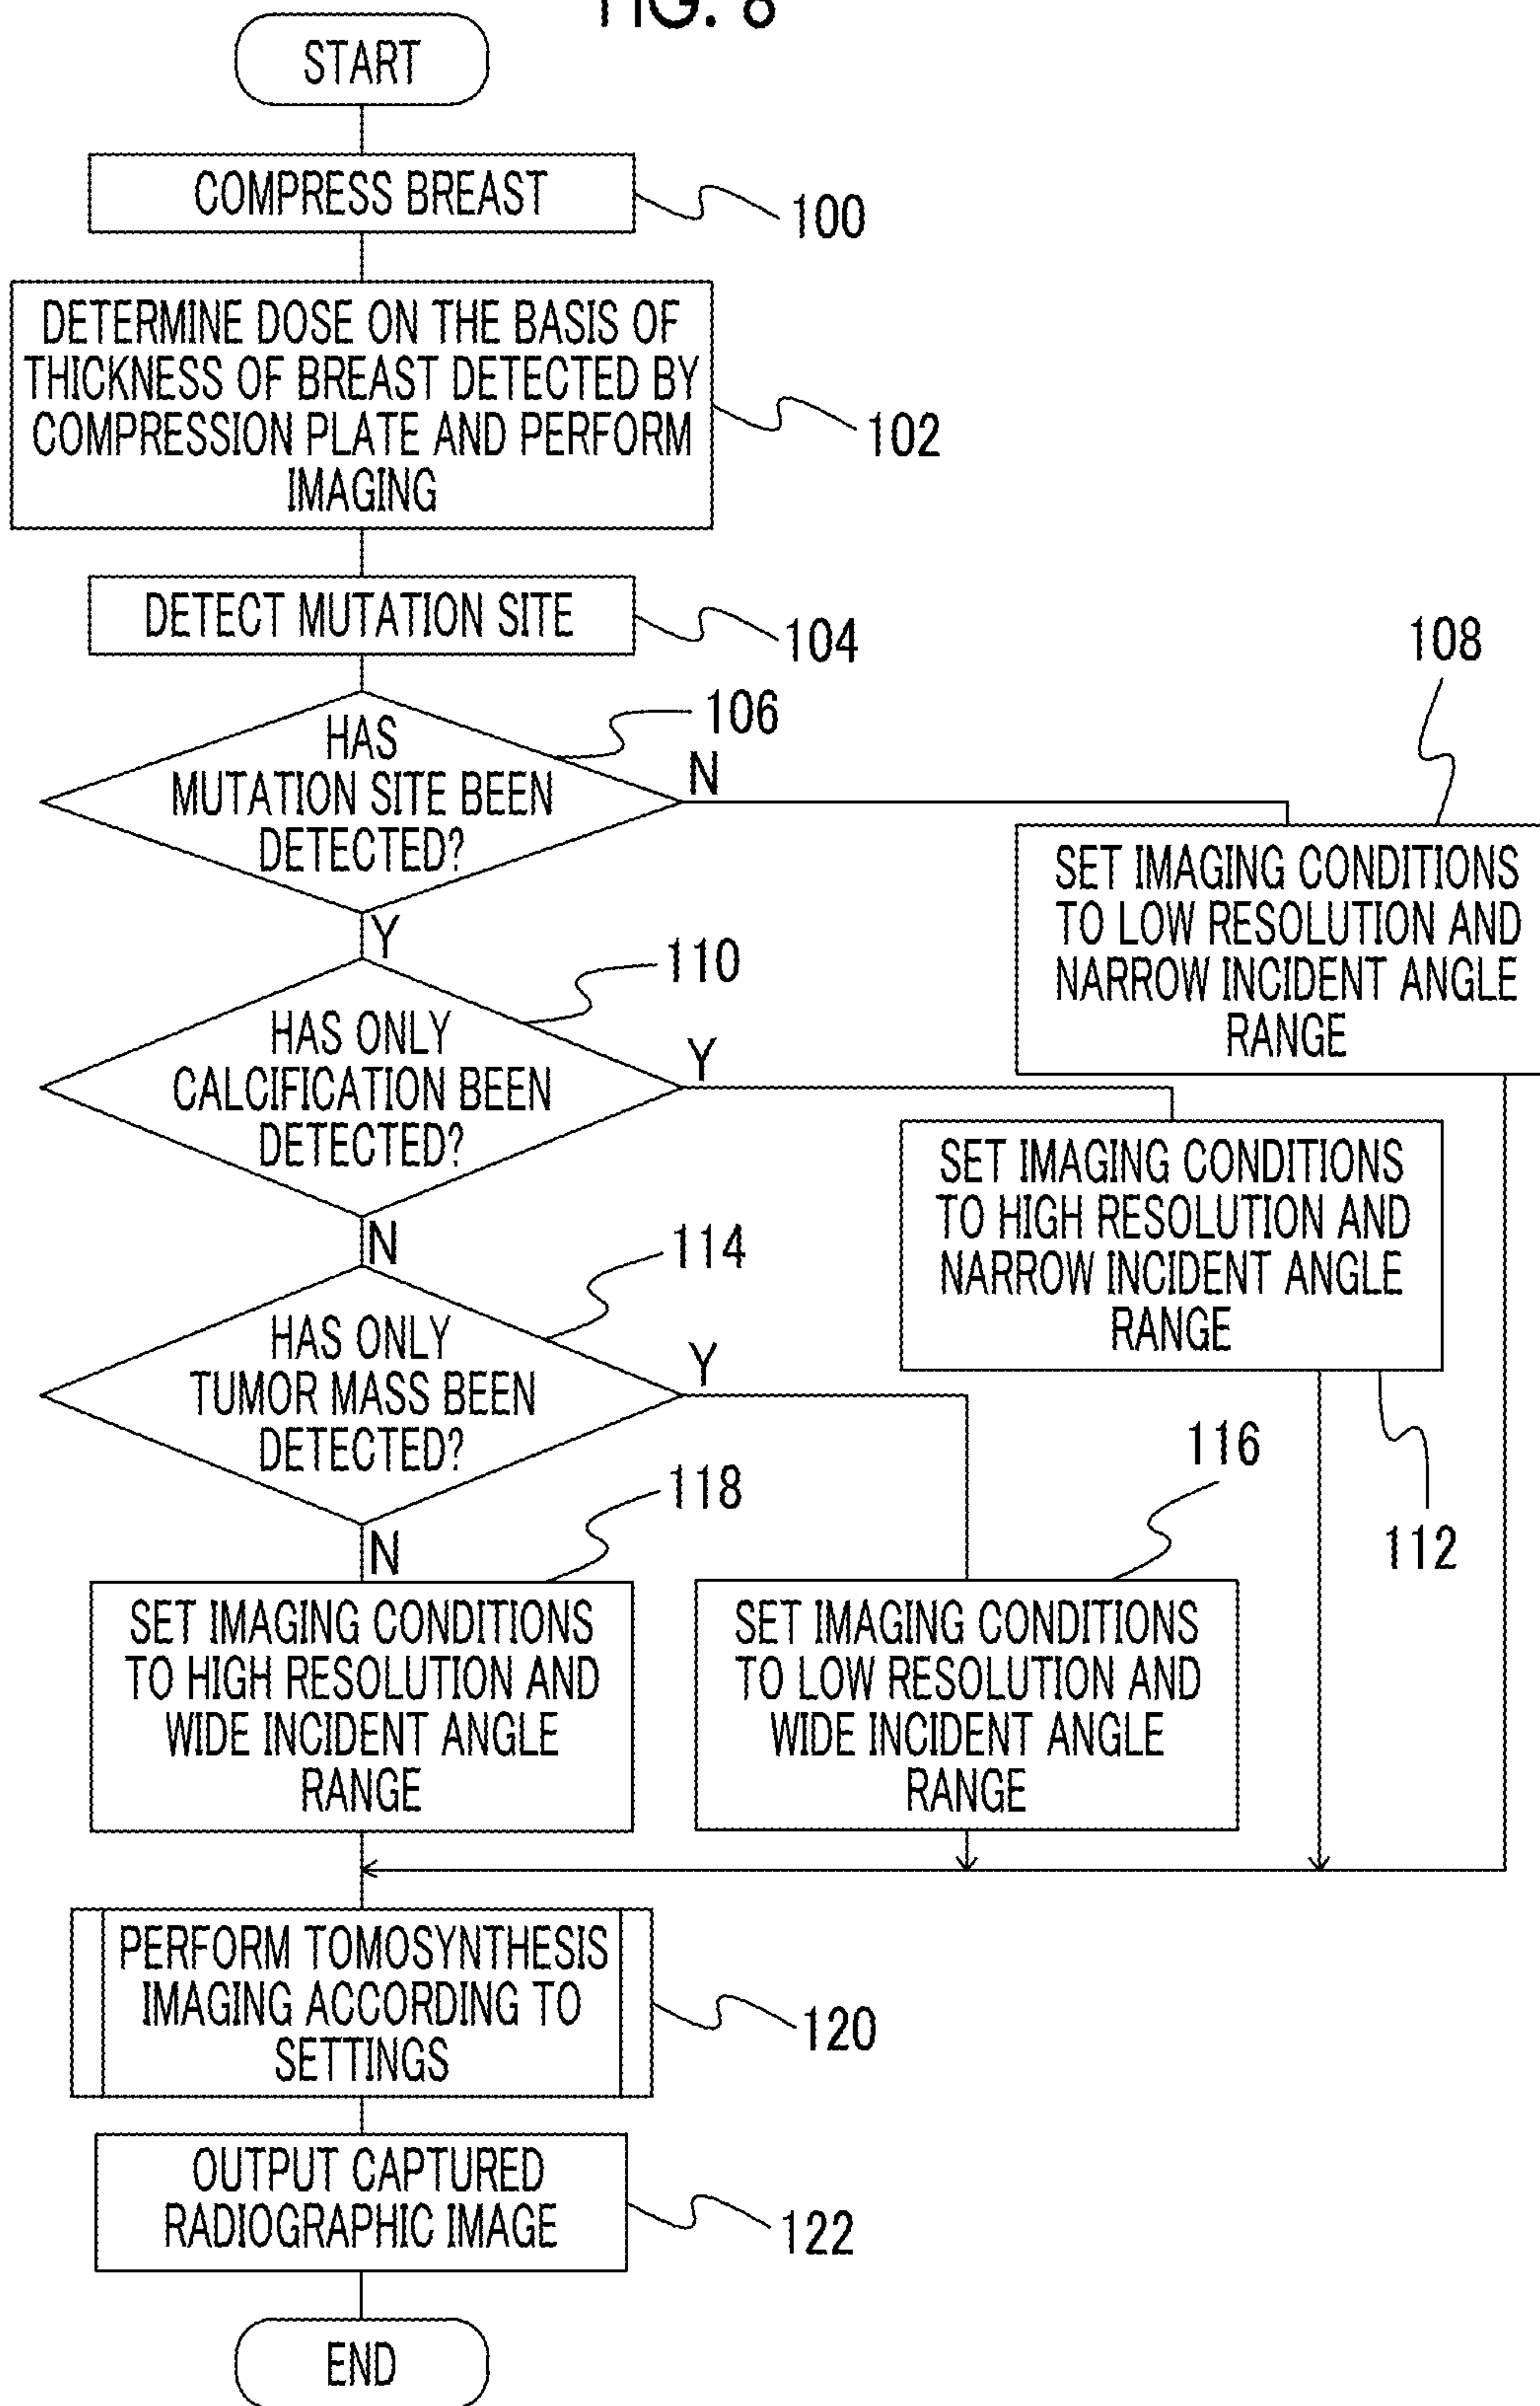 FIG. 8
START
COMPRESS BREAST
100
DETERMINE DOSE ON THE BASIS OF
THICKNESS OF BREAST DETECTED BY
COMPRESSION PLATE AND PERFORM
IMAGING
102
DETECT MUTATION SITE
104
108
106
HAS
MUTATION SITE BEEN
DETECTED?
N
Y
SET IMAGING CONDITIONS
TO LOW RESOLUTION AND
NARROW INCIDENT ANGLE
RANGE
110
HAS ONLY
CALCIFICATION BEEN
DETECTED?
Y
N
SET IMAGING CONDITIONS
TO HIGH RESOLUTION AND
NARROW INCIDENT ANGLE
RANGE
112
114
HAS ONLY
TUMOR MASS BEEN
DETECTED?
Y
N
118
SET IMAGING CONDITIONS
TO HIGH RESOLUTION AND
WIDE INCIDENT ANGLE
RANGE
116
SET IMAGING CONDITIONS
TO LOW RESOLUTION AND
WIDE INCIDENT ANGLE
RANGE
PERFORM TOMOSYNTHESIS
IMAGING ACCORDING TO
SETTINGS
120
OUTPUT CAPTURED
RADIOGRAPHIC IMAGE
122
END